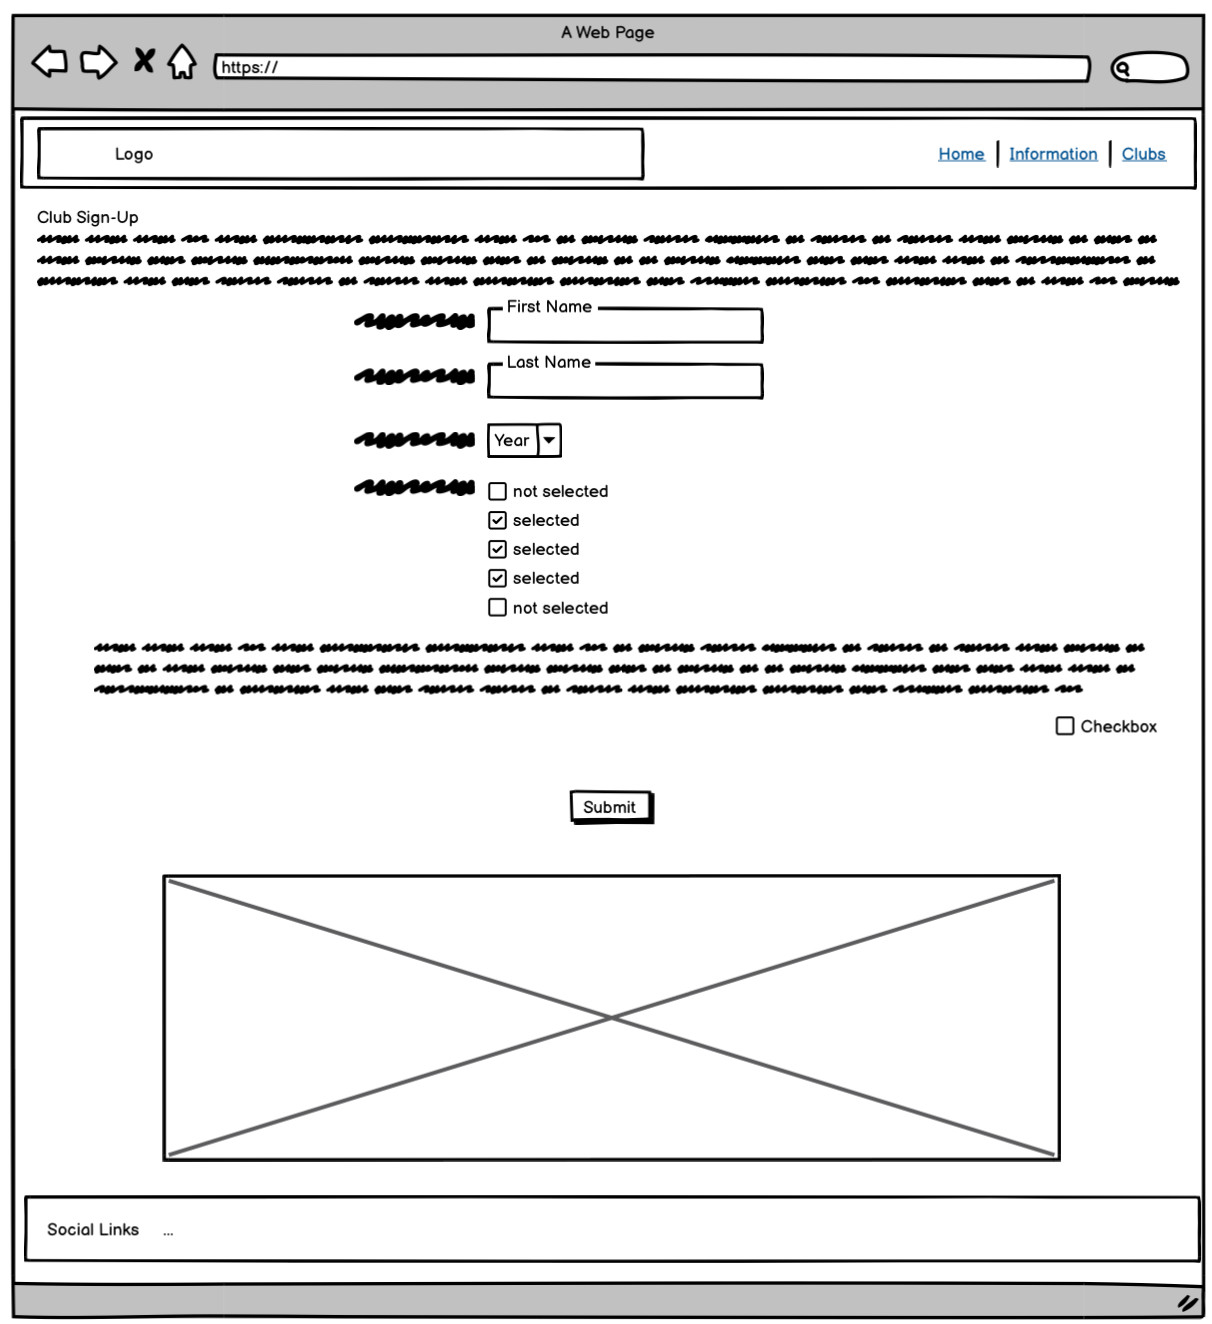 A Web Page
https://
Logo
Home Information Clubs
Club Sign-Up
First Name
Last Name
Year
not selected
selected
selected
selected
not selected
Checkbox
Submit
Social Links ...